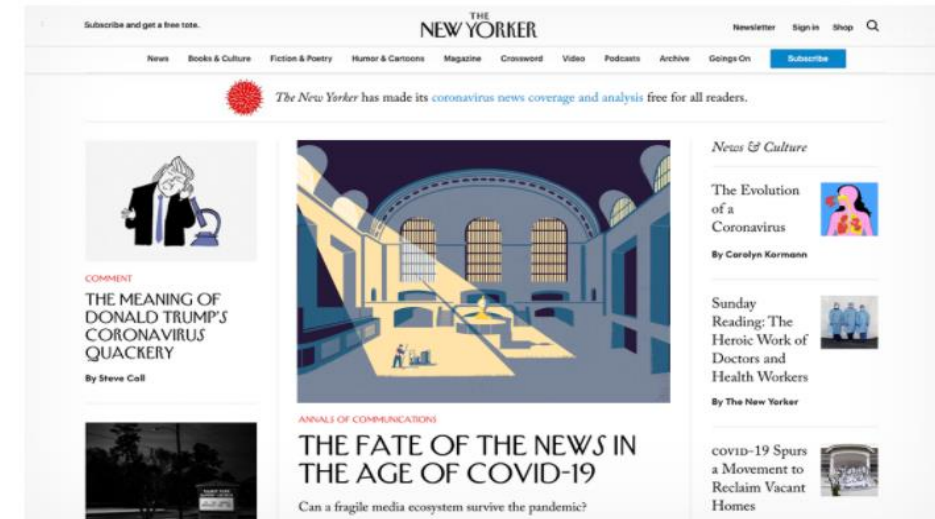 Subscribe and get a free tote.
THE
NEW YORKER
Newsletter Sign in Shop
News Books & Culture Fiction & Poetry Humor & Cartoons Magazine Crossword Video Podcasts Archive Goings On Subscribe
The New Yorker has made its coronavirus news coverage and analysis free for all readers.
COMMENT
THE MEANING OF
DONALD TRUMP'S
CORONAVIRUS
QUACKERY
By Steve Coll
ANNALS OF COMMUNICATIONS
THE FATE OF THE NEWS IN
THE AGE OF COVID-19
Can a fragile media ecosystem survive the pandemic?
News & Culture
The Evolution
of a
Coronavirus
By Carolyn Kormann
Sunday
Reading: The
Heroic Work of
Doctors and
Health Workers
By The New Yorker
COVID-19 Spurs
a Movement to
Reclaim Vacant
Homes